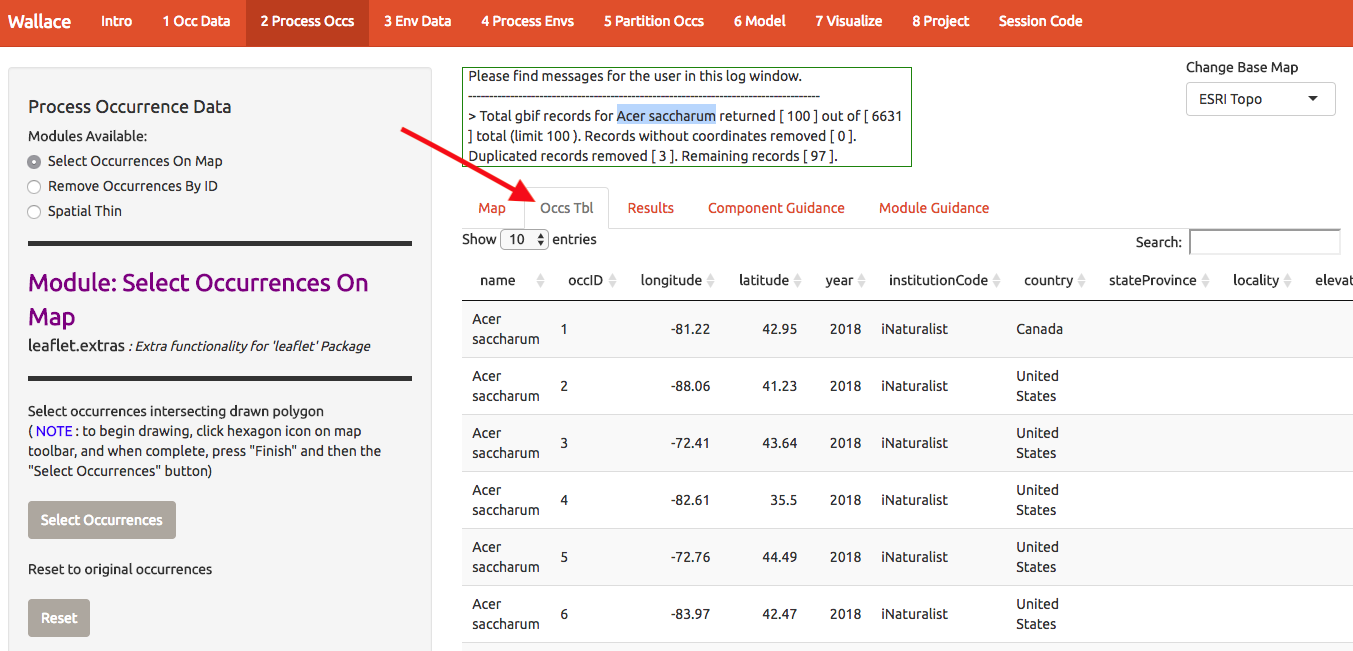 Wallace Intro 1 Occ Data 2 Process Occs 3 Env Data 4 Process Envs 5 Partition Occs 6 Model 7 Visualize 8 Project Session Code
Process Occurrence Data
Modules Available:
Select Occurrences On Map
Remove Occurrences By ID
Spatial Thin
Module: Select Occurrences On
Map
leaflet.extras : Extra functionality for 'leaflet' Package
Select occurrences intersecting drawn polygon
( NOTE : to begin drawing, click hexagon icon on map
toolbar, and when complete, press "Finish" and then the
"Select Occurrences" button)
Select Occurrences
Reset to original occurrences
Reset
Please find messages for the user in this log window.
--------------------------------------------------------------------------------------
> Total gbif records for Acer saccharum returned [ 100 ] out of [ 6631
] total (limit 100 ). Records without coordinates removed [ 0 ].
Duplicated records removed [ 3 ]. Remaining records [ 97 ].
Change Base Map
ESRI Topo
Map Occs Tbl Results Component Guidance Module Guidance
Show 10 entries
Search:
name occID longitude latitude year institutionCode country stateProvince locality elevat
Acer
saccharum 1 -81.22 42.95 2018 iNaturalist Canada
Acer United
saccharum 2 -88.06 41.23 2018 iNaturalist States
Acer United
saccharum 3 -72.41 43.64 2018 iNaturalist States
Acer United
saccharum 4 -82.61 35.5 2018 iNaturalist States
Acer United
saccharum 5 -72.76 44.49 2018 iNaturalist States
Acer United
saccharum 6 -83.97 42.47 2018 iNaturalist States